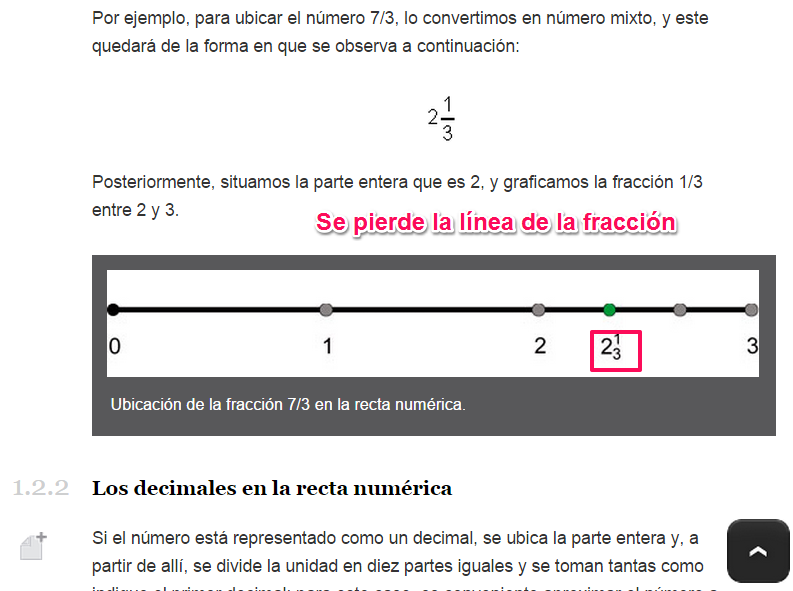 Por ejemplo, para ubicar el número 7/3, lo convertimos en número mixto, y este
quedará de la forma en que se observa a continuación:
2 1/3
Posteriormente, situamos la parte entera que es 2, y graficamos la fracción 1/3
entre 2 y 3.
Se pierde la línea de la fracción
0 1 2 2 1 3 3
Ubicación de la fracción 7/3 en la recta numérica.
1.2.2 Los decimales en la recta numérica
Si el número está representado como un decimal, se ubica la parte entera y, a
partir de allí, se divide la unidad en diez partes iguales y se toman tantas como